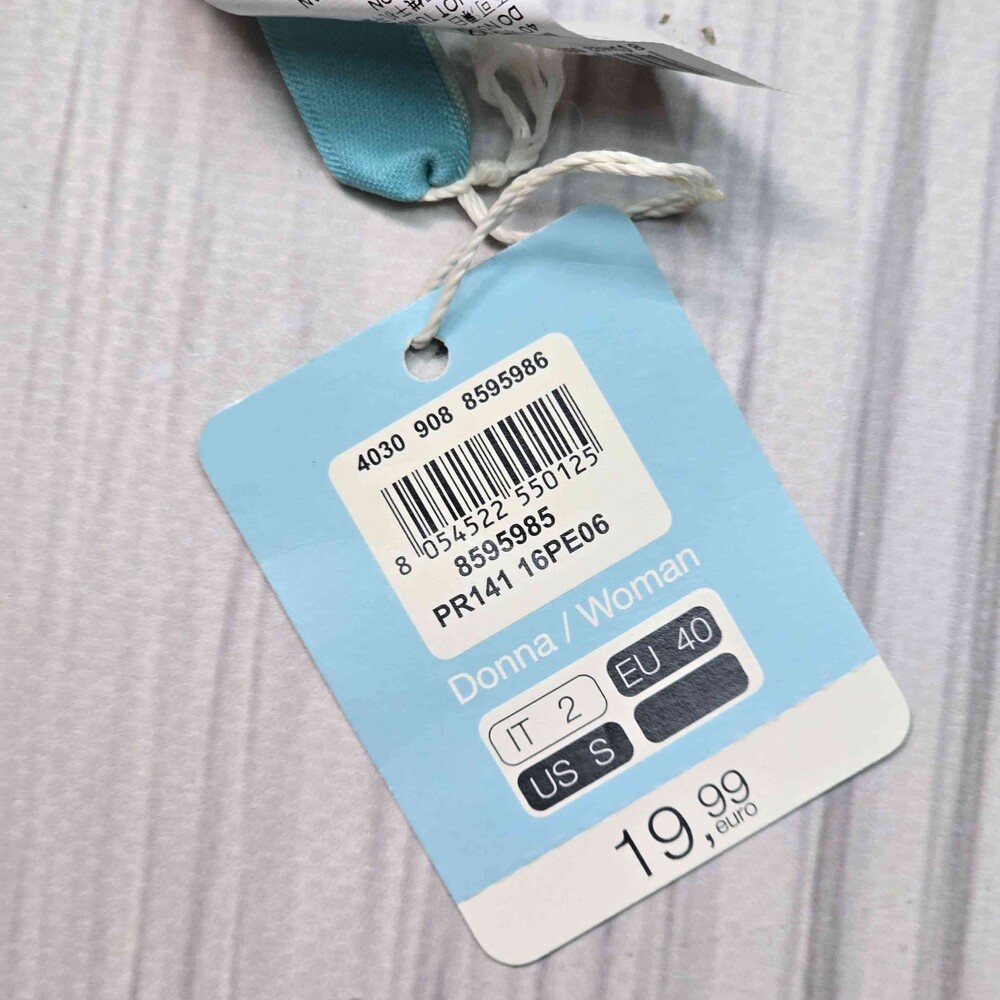 4030 908 8595986
8 054522 550125
8595985
PR141 16PE06
Donna / Woman
IT 2 EU 40
US S
19,99 euro